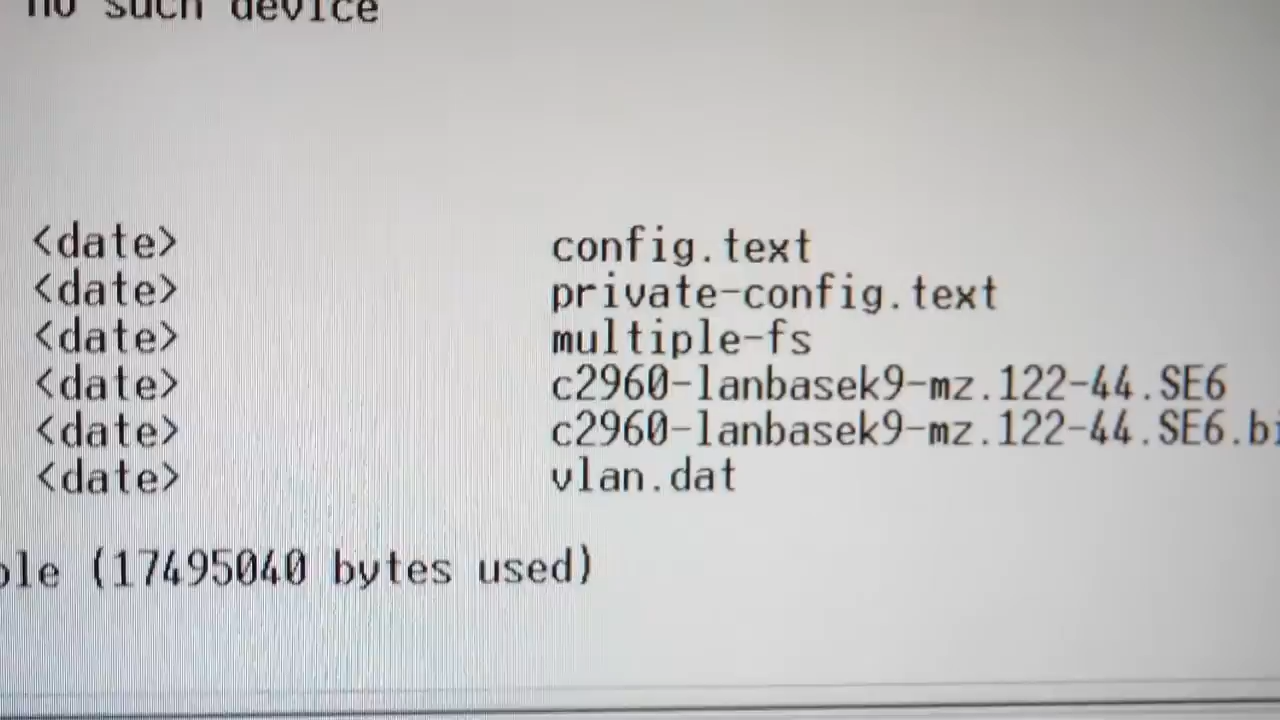 no such device
<date> config.text
<date> private-config.text
<date> multiple-fs
<date> c2960-lanbasek9-mz.122-44.SE6
<date> c2960-lanbasek9-mz.122-44.SE6.bi
<date> vlan.dat
ble (17495040 bytes used)